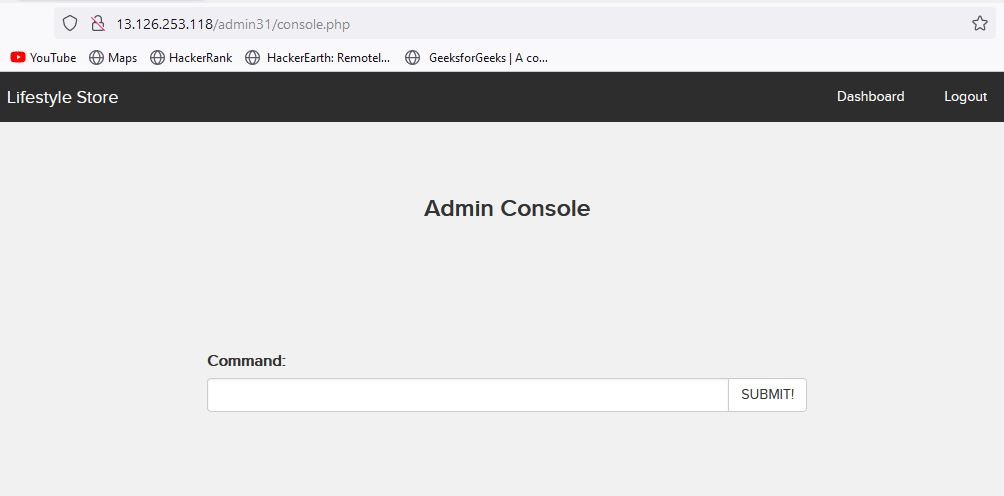 13.126.253.118/admin31/console.php
YouTube Maps HackerRank HackerEarth: Remotel... GeeksforGeeks | A co...
Lifestyle Store Dashboard Logout
Admin Console
Command:
SUBMIT!